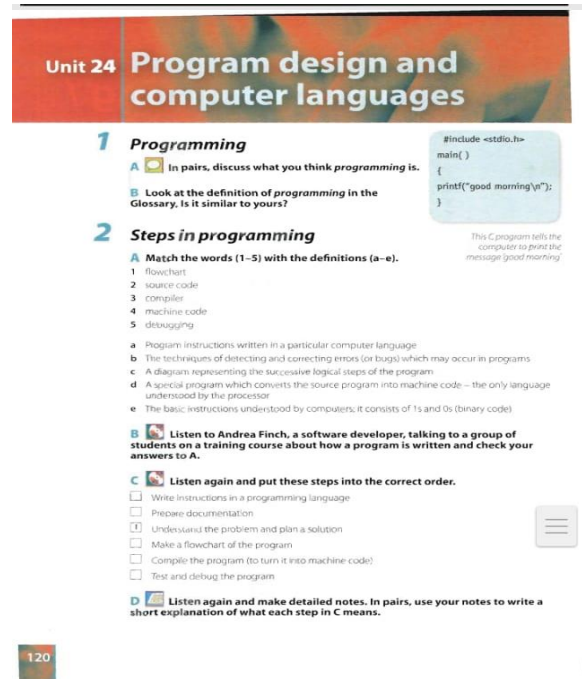 Unit 24 Program design and
computer languages
1 Programming
A In pairs, discuss what you think programming is.
B Look at the definition of programming in the
Glossary. Is it similar to yours?
#include <stdio.h>
main( )
{
printf("good morning\n");
}
This C program tells the
computer to print the
message 'good morning'
2 Steps in programming
A Match the words (1–5) with the definitions (a–e).
1 flowchart
2 source code
3 compiler
4 machine code
5 debugging
a Program instructions written in a particular computer language
b The techniques of detecting and correcting errors (or bugs) which may occur in programs
c A diagram representing the successive logical steps of the program
d A special program which converts the source program into machine code – the only language
understood by the processor
e The basic instructions understood by computers; it consists of 1s and 0s (binary code)
B Listen to Andrea Finch, a software developer, talking to a group of
students on a training course about how a program is written and check your
answers to A.
C Listen again and put these steps into the correct order.
Write instructions in a programming language
Prepare documentation
1 Understand the problem and plan a solution
Make a flowchart of the program
Compile the program (to turn it into machine code)
Test and debug the program
D Listen again and make detailed notes. In pairs, use your notes to write a
short explanation of what each step in C means.
120